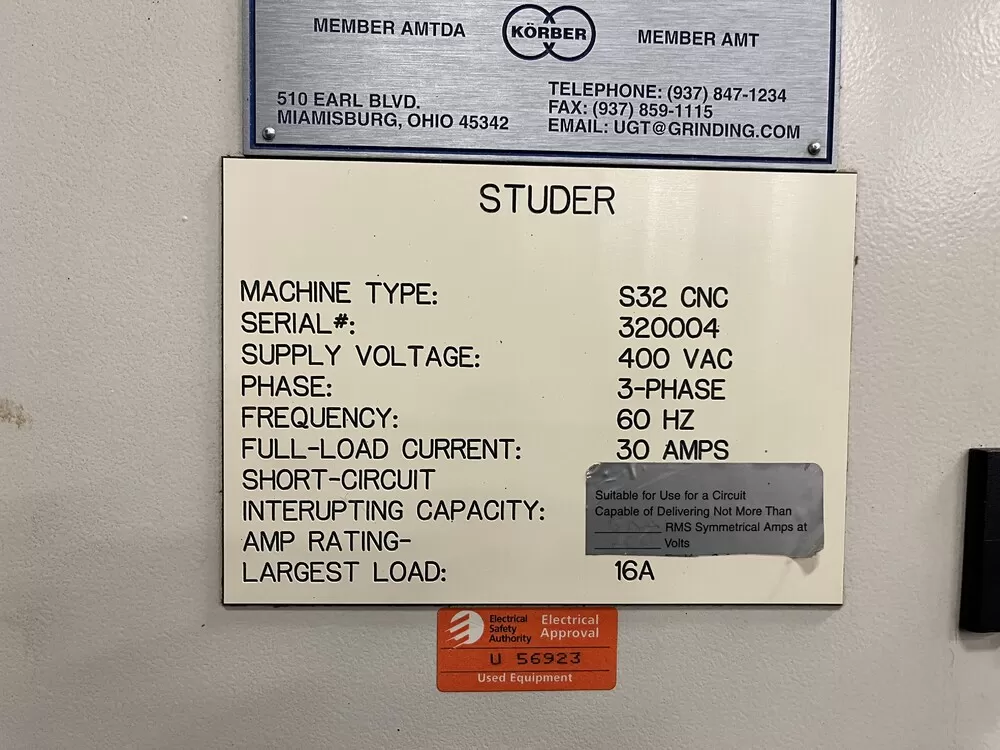 MEMBER AMTDA
KÖRBER
MEMBER AMT
510 EARL BLVD.
MIAMISBURG, OHIO 45342
TELEPHONE: (937) 847-1234
FAX: (937) 859-1115
EMAIL: UGT@GRINDING.COM
STUDER
MACHINE TYPE: S32 CNC
SERIAL#: 320004
SUPPLY VOLTAGE: 400 VAC
PHASE: 3-PHASE
FREQUENCY: 60 HZ
FULL-LOAD CURRENT: 30 AMPS
SHORT-CIRCUIT
INTERUPTING CAPACITY:
Suitable for Use for a Circuit
Capable of Delivering Not More Than
RMS Symmetrical Amps at
Volts
AMP RATING-
LARGEST LOAD: 16A
Electrical
Safety
Authority
Electrical
Approval
U 56923
Used Equipment